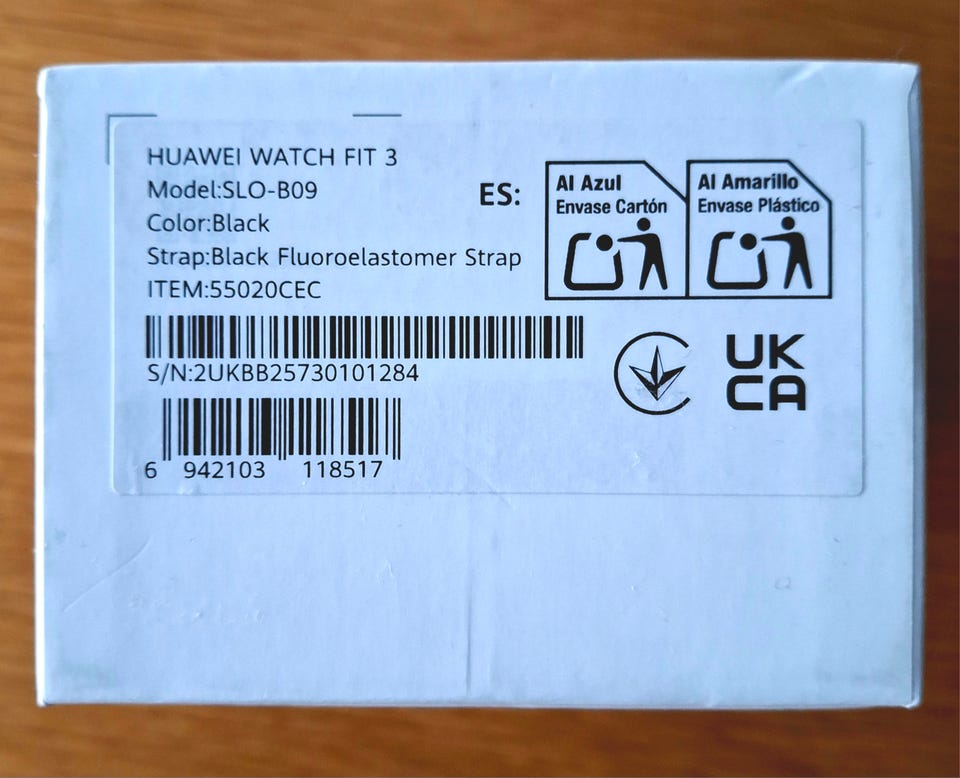 HUAWEI WATCH FIT 3
Model:SLO-B09
Color:Black
Strap:Black Fluoroelastomer Strap
ITEM:55020CEC
S/N:2UKBB25730101284
6 942103 118517
ES:
Al Azul
Envase Cartón
Al Amarillo
Envase Plástico
UK
CA